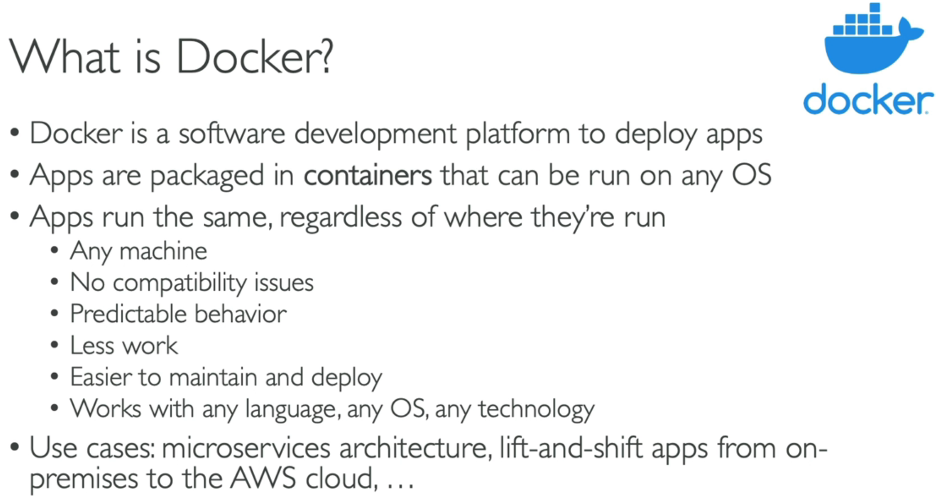 What is Docker?
docker
• Docker is a software development platform to deploy apps
• Apps are packaged in containers that can be run on any OS
• Apps run the same, regardless of where they're run
• Any machine
• No compatibility issues
• Predictable behavior
• Less work
• Easier to maintain and deploy
• Works with any language, any OS, any technology
• Use cases: microservices architecture, lift-and-shift apps from on-
premises to the AWS cloud, …